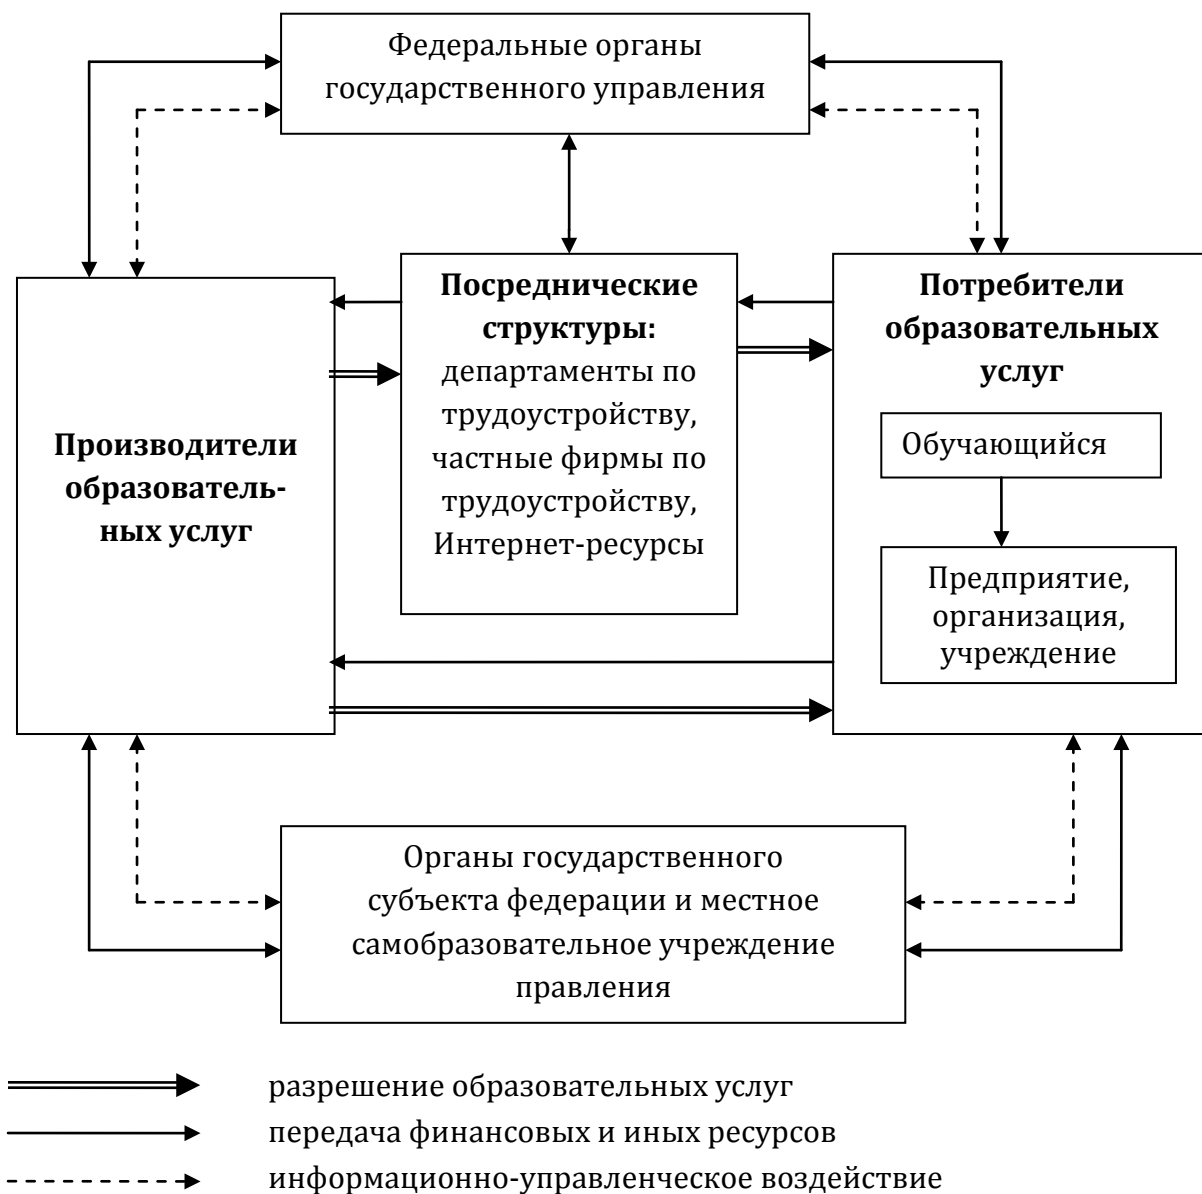 Федеральные органы
государственного управления
Посреднические
структуры:
департаменты по
трудоустройству,
частные фирмы по
трудоустройству,
Интернет-ресурсы
Потребители
образовательных
услуг
Обучающийся
Предприятие,
организация,
учреждение
Производители
образователь-
ных услуг
Органы государственного
субъекта федерации и местное
самобразовательное учреждение
правления
разрешение образовательных услуг
передача финансовых и иных ресурсов
информационно-управленческое воздействие